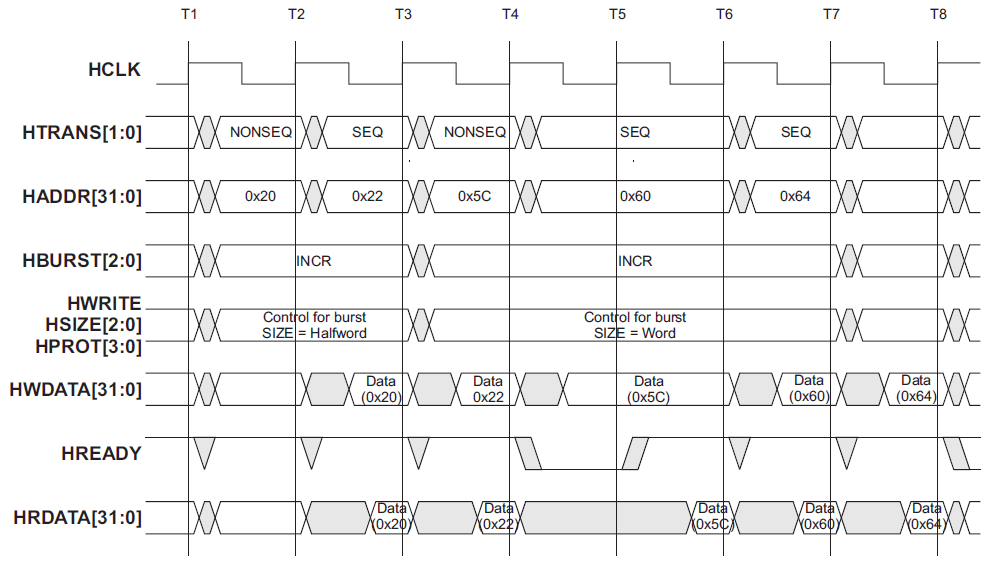 T1 T2 T3 T4 T5 T6 T7 T8
HCLK
HTRANS[1:0] NONSEQ SEQ NONSEQ SEQ SEQ
HADDR[31:0] 0x20 0x22 0x5C 0x60 0x64
HBURST[2:0] INCR INCR
HWRITE
HSIZE[2:0]
HPROT[3:0]
Control for burst
SIZE = Halfword
Control for burst
SIZE = Word
HWDATA[31:0]
Data
(0x20)
Data
0x22
Data
(0x5C)
Data
(0x60)
Data
(0x64)
HREADY
HRDATA[31:0]
Data
(0x20)
Data
(0x22)
Data
(0x5C)
Data
(0x60)
Data
(0x64)